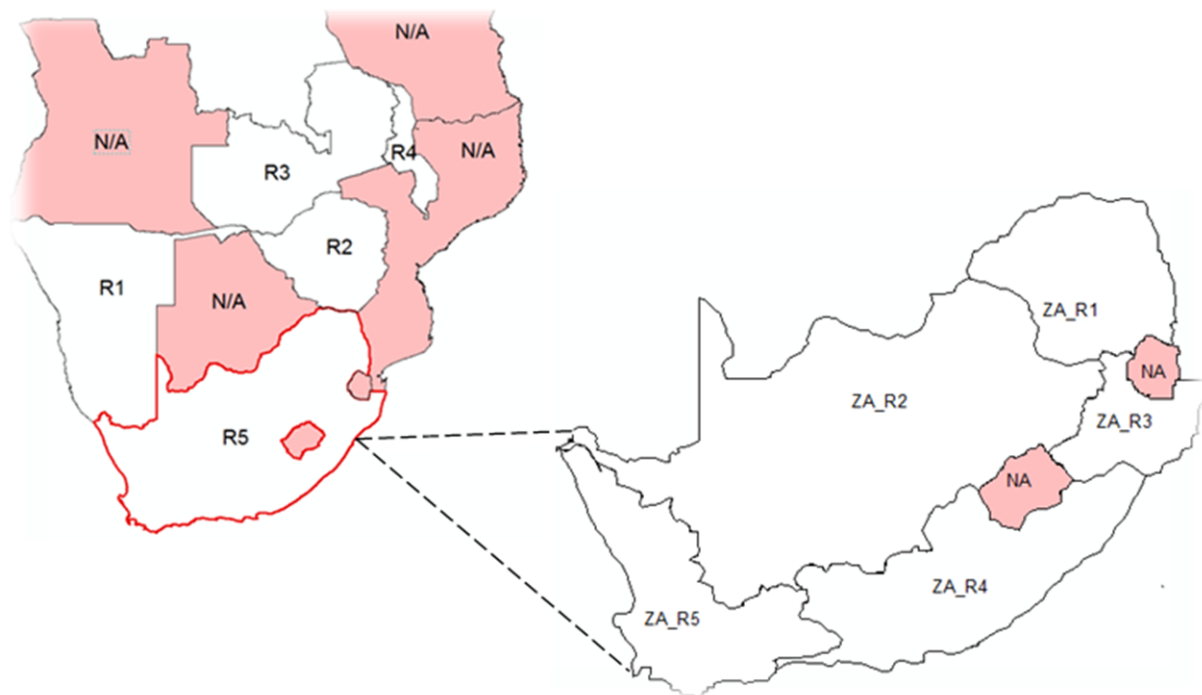 N/A
N/A
N/A
R4
R3
R2
R1
N/A
R5
ZA_R1
NA
ZA_R2
ZA_R3
NA
ZA_R4
ZA_R5